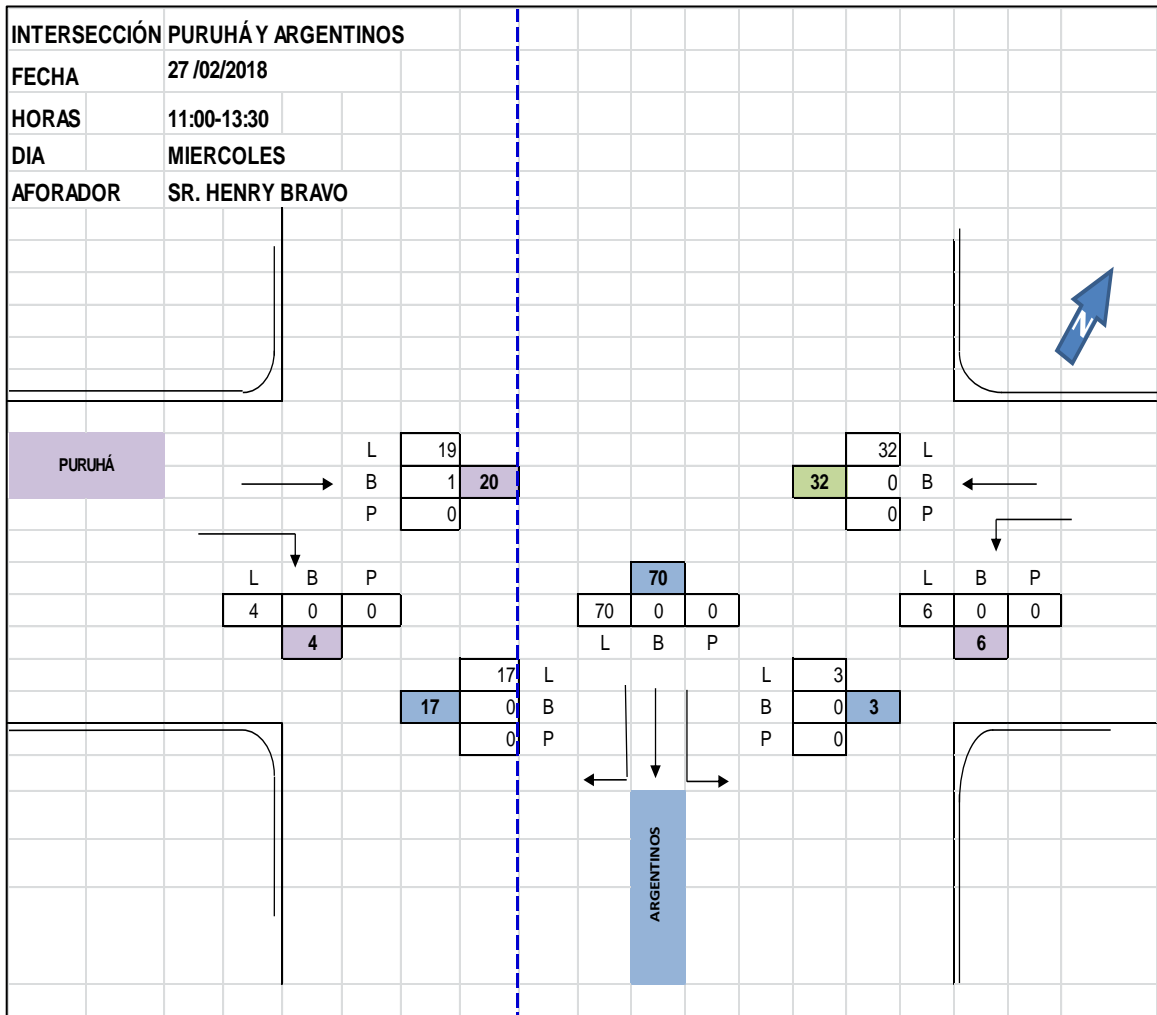 INTERSECCIÓN PURUHÁ Y ARGENTINOS
FECHA 27 /02/2018
HORAS 11:00-13:30
DIA MIERCOLES
AFORADOR SR. HENRY BRAVO
N
PURUHÁ
L 19 32 L
B 1 20 32 0 B
P 0 0 P
L B P 70 L B P
4 0 0 70 0 0 6 0 0
4 L B P 6
17 L L 3
17 0 B B 0 3
0 P P 0
ARGENTINOS